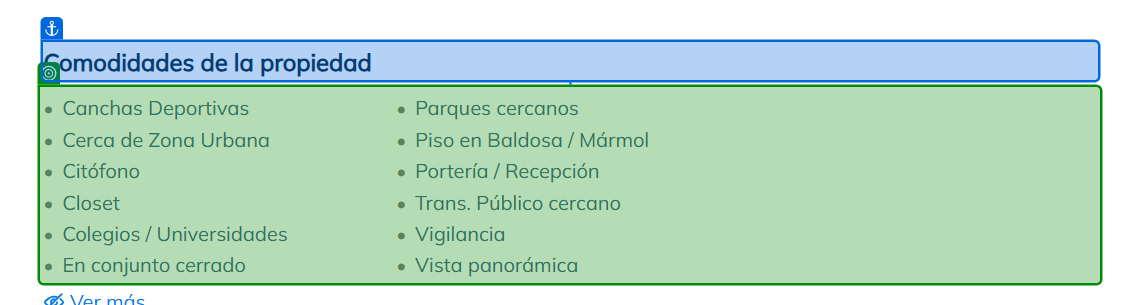 Comodidades de la propiedad
• Canchas Deportivas
• Cerca de Zona Urbana
• Citófono
• Closet
• Colegios / Universidades
• En conjunto cerrado
• Parques cercanos
• Piso en Baldosa / Mármol
• Portería / Recepción
• Trans. Público cercano
• Vigilancia
• Vista panorámica
Ver más